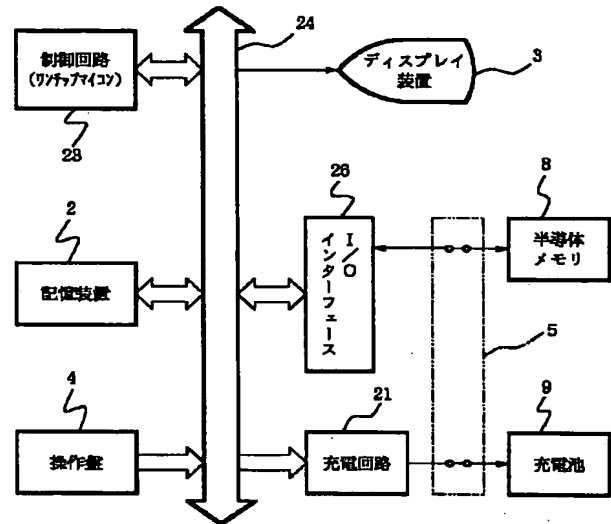 制御回路
(ワンチップマイコン)
23
24
ディスプレイ
装置
3
2
記憶装置
26
I/O
インターフェース
8
半導体
メモリ
5
4
操作盤
21
充電回路
9
充電池